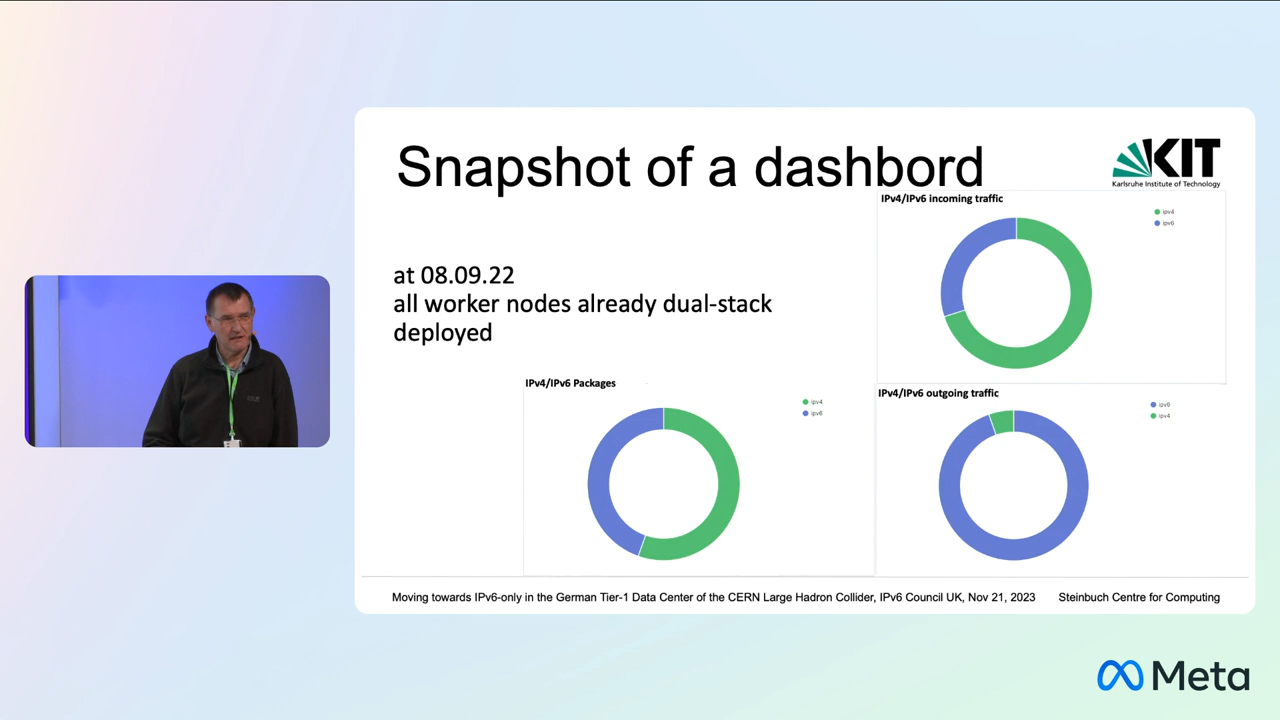 Snapshot of a dashbord
KIT
Karlsruhe Institute of Technology
IPv4/IPv6 incoming traffic
ipv4
ipv6
at 08.09.22
all worker nodes already dual-stack
deployed
IPv4/IPv6 Packages
ipv4
ipv6
IPv4/IPv6 outgoing traffic
ipv6
ipv4
Moving towards IPv6-only in the German Tier-1 Data Center of the CERN Large Hadron Collider, IPv6 Council UK, Nov 21, 2023
Steinbuch Centre for Computing
Meta